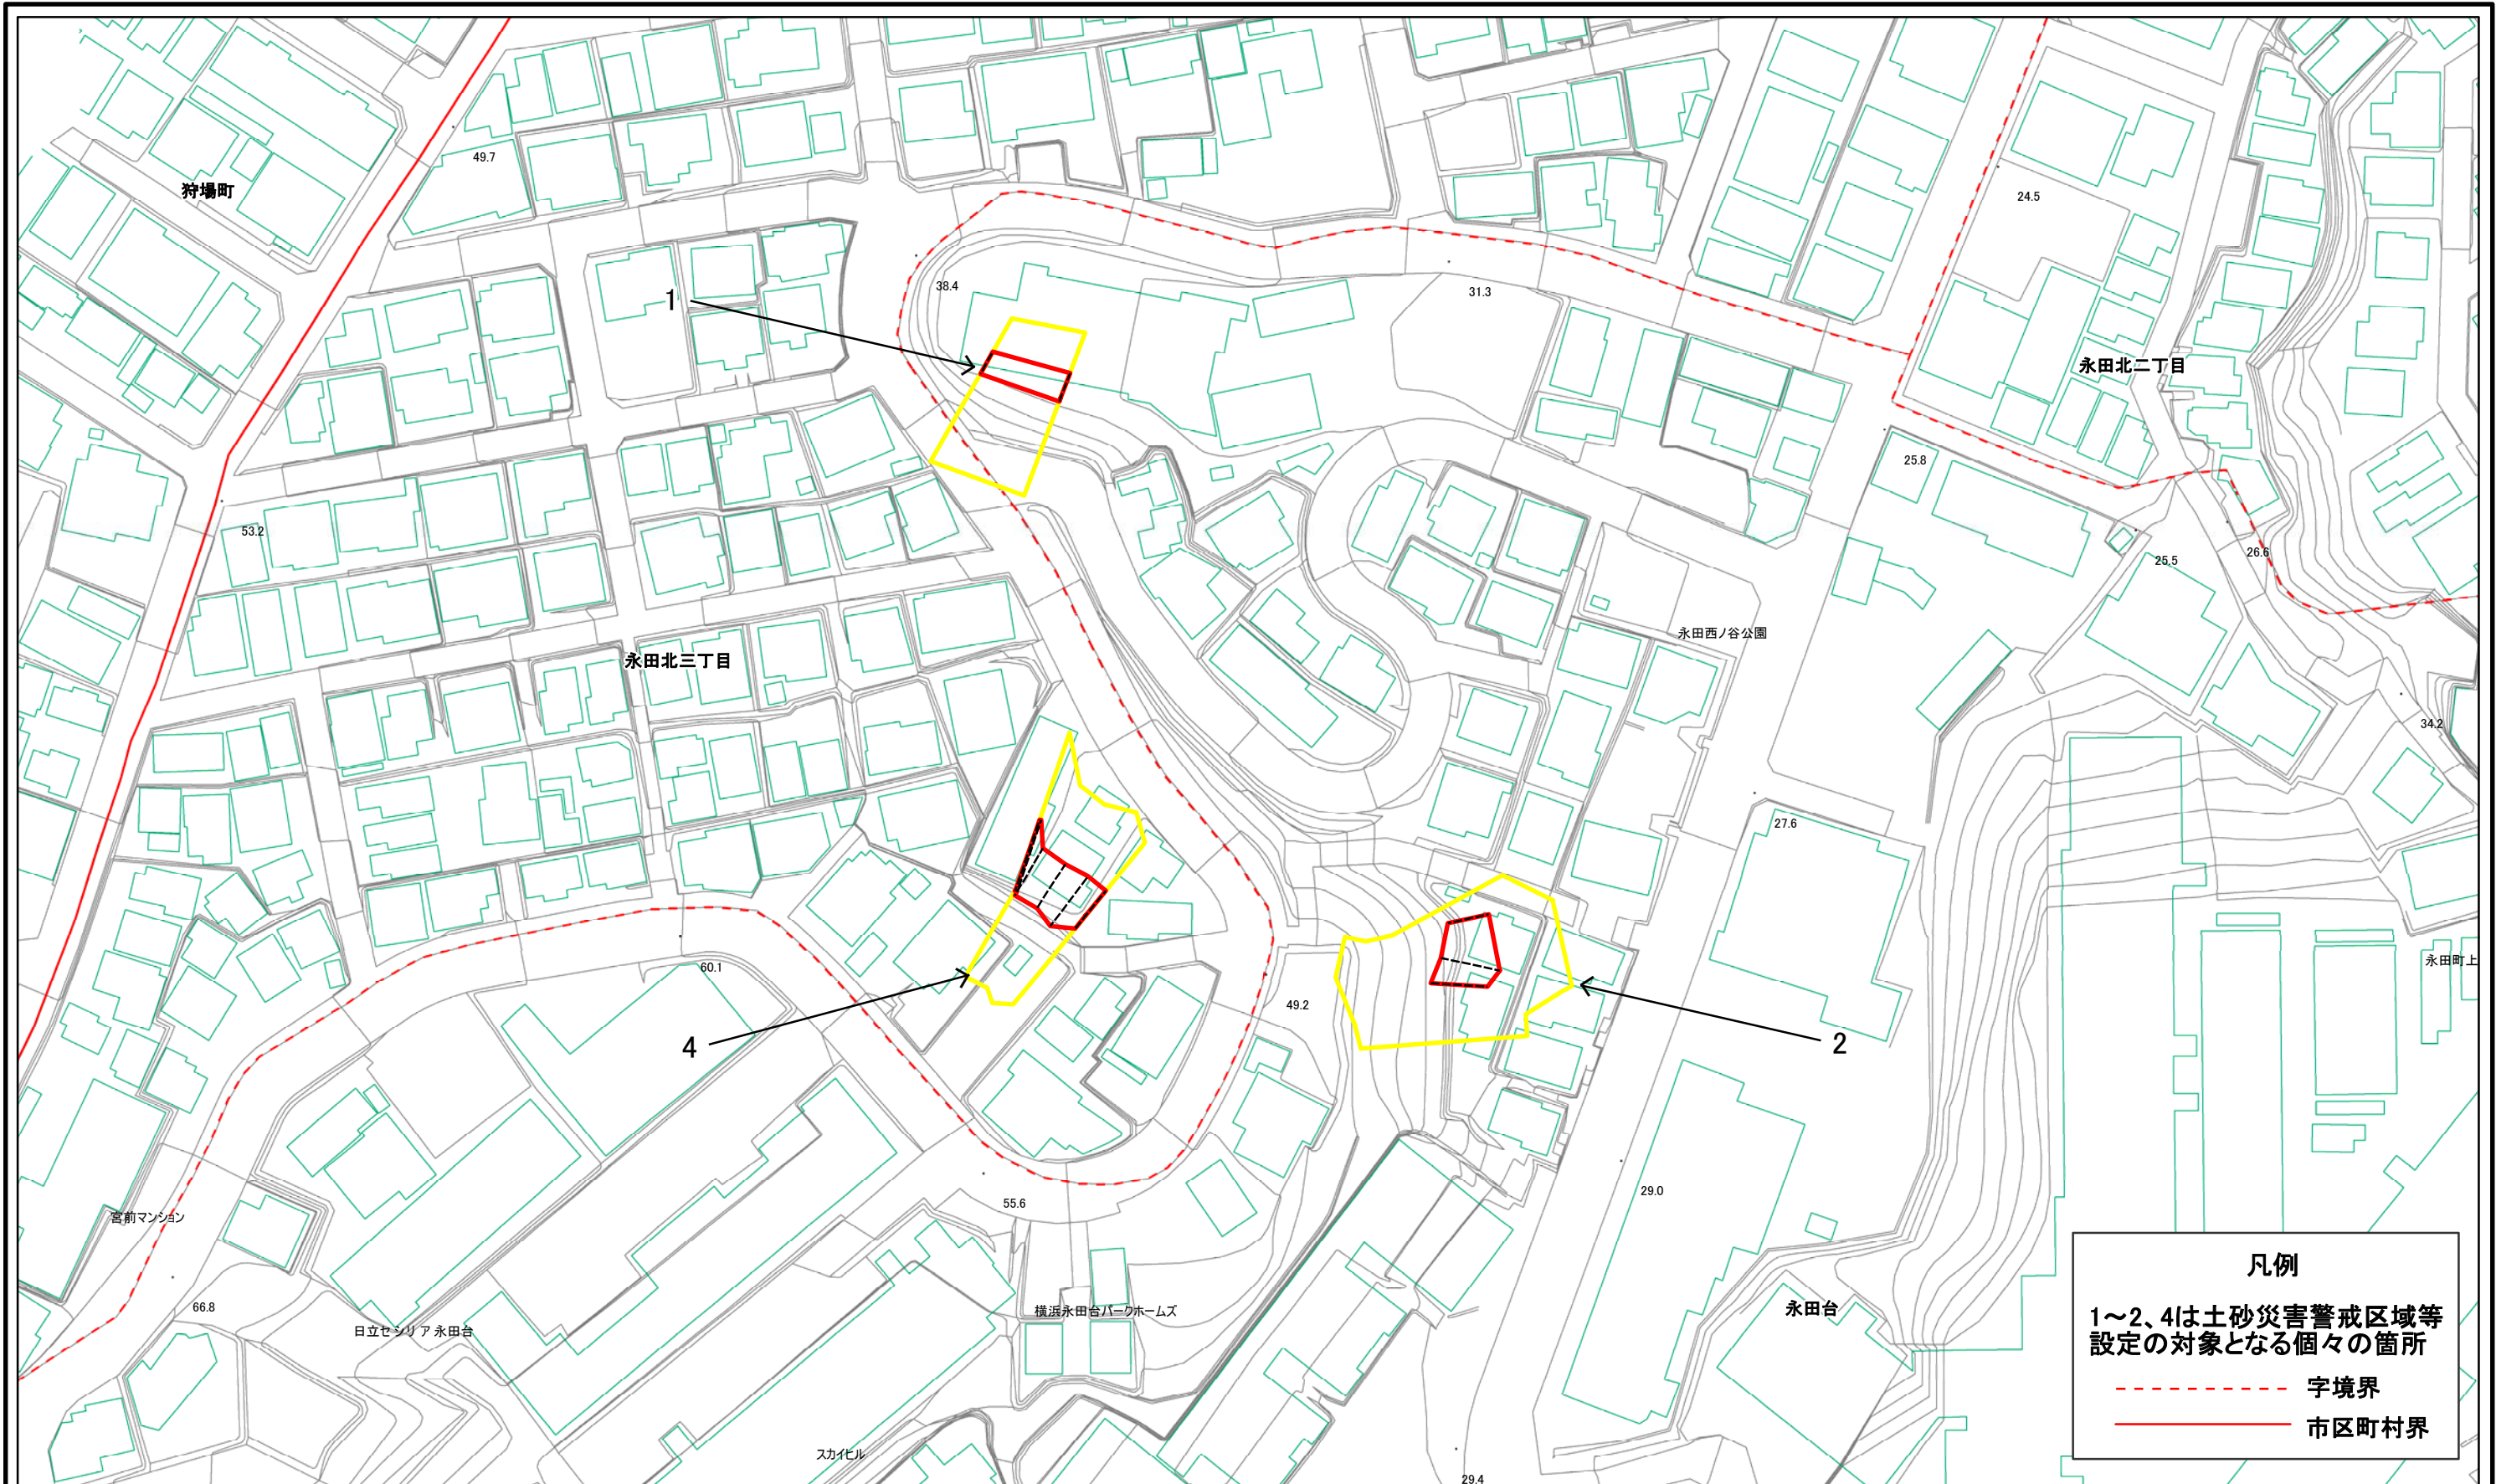 49.7
狩場町
24.5
38.4
31.3
1
永田北二丁目
25.8
53.2
26.6
25.5
永田西ノ谷公園
永田北三丁目
34.2
27.6
永田町上
60.1
49.2
4
2
29.0
55.6
宮前マンション
66.8
横浜永田台パークホームズ
永田台
日立セシリア永田台
スカイヒル
29.4
凡例
1～2、4は土砂災害警戒区域等
設定の対象となる個々の箇所
字境界
市区町村界